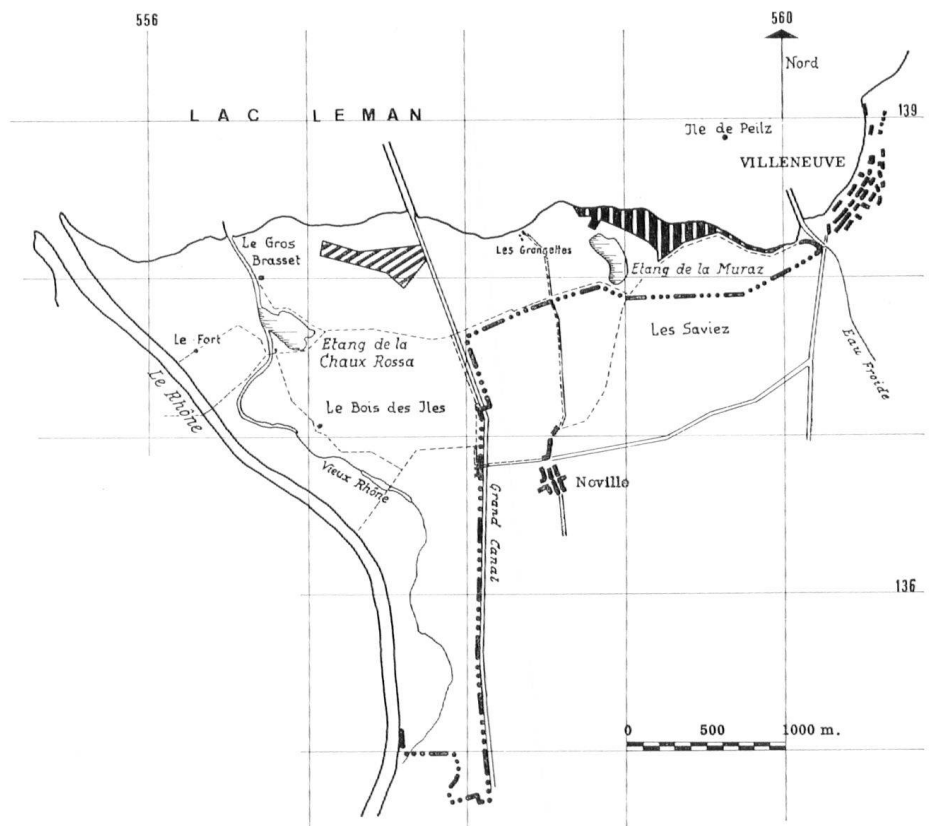 556
560
Nord
LAC LEMAN
139
Ile de Peilz
VILLENEUVE
Le Gros
Brasset
Les Grangettes
Etang de la Muraz
Le Fort
Etang de la
Chaux Rossa
Les Saviez
Eau Froide
Le Rhône
Le Bois des Iles
Vieux Rhône
Noville
Grand Canal
136
0 500 1000 m.